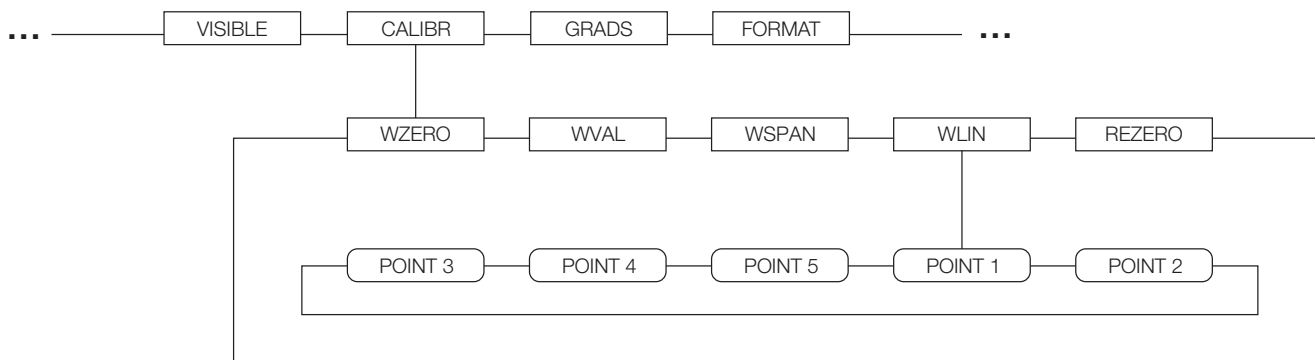 ... VISIBLE CALIBR GRADS FORMAT ...
WZERO WVAL WSPAN WLIN REZERO
POINT 3 POINT 4 POINT 5 POINT 1 POINT 2